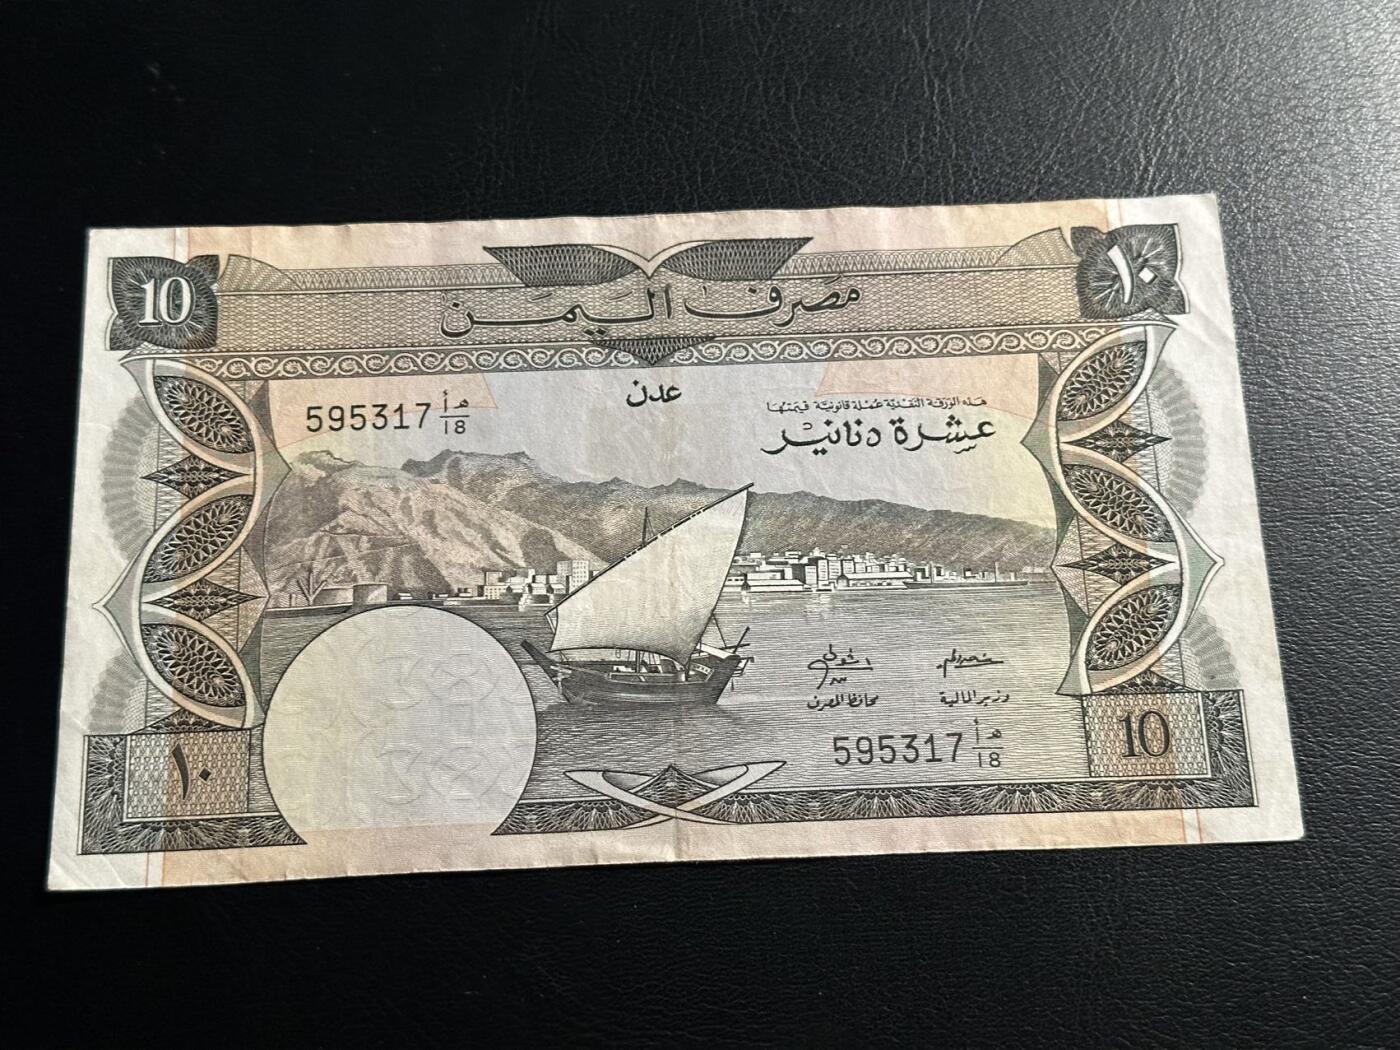 10
١٠
مصرف اليمن
عدن
595317 هـ أ/18
هذه الورقة النقدية عملة قانونية قيمتها
عشرة دنانير
وزير المالية
محافظ المصرف
595317 هـ أ/18
١٠
10